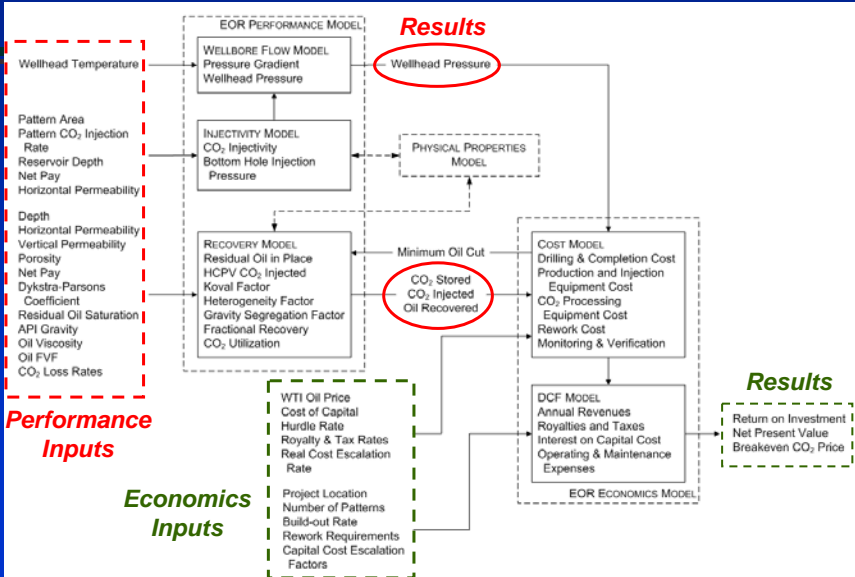 EOR PERFORMANCE MODEL
Results
Wellhead Temperature
WELLBORE FLOW MODEL
Pressure Gradient
Wellhead Pressure
Wellhead Pressure
Pattern Area
Pattern CO₂ Injection
Rate
Reservoir Depth
Net Pay
Horizontal Permeability
INJECTIVITY MODEL
CO₂ Injectivity
Bottom Hole Injection
Pressure
PHYSICAL PROPERTIES
MODEL
Depth
Horizontal Permeability
Vertical Permeability
Porosity
Net Pay
Dykstra-Parsons
Coefficient
Residual Oil Saturation
API Gravity
Oil Viscosity
Oil FVF
CO₂ Loss Rates
RECOVERY MODEL
Residual Oil in Place
HCPV CO₂ Injected
Koval Factor
Heterogeneity Factor
Gravity Segregation Factor
Fractional Recovery
CO₂ Utilization
Minimum Oil Cut
CO₂ Stored
CO₂ Injected
Oil Recovered
COST MODEL
Drilling & Completion Cost
Production and Injection
Equipment Cost
CO₂ Processing
Equipment Cost
Rework Cost
Monitoring & Verification
Performance
Inputs
WTI Oil Price
Cost of Capital
Hurdle Rate
Royalty & Tax Rates
Real Cost Escalation
Rate
Project Location
Number of Patterns
Build-out Rate
Rework Requirements
Capital Cost Escalation
Factors
Economics
Inputs
DCF MODEL
Annual Revenues
Royalties and Taxes
Interest on Capital Cost
Operating & Maintenance
Expenses
EOR ECONOMICS MODEL
Results
Return on Investment
Net Present Value
Breakeven CO₂ Price